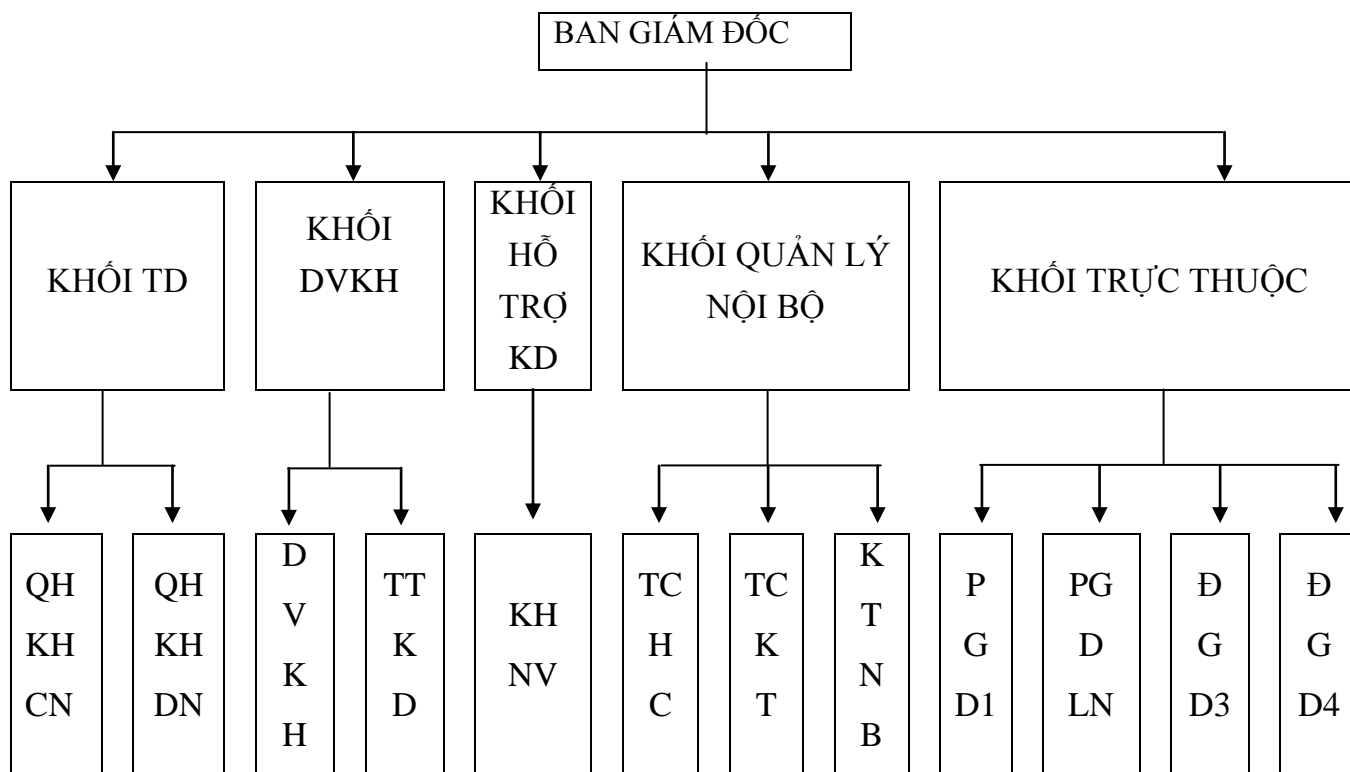 BAN GIÁM ĐỐC
KHỐI TD
KHỐI
DVKH
KHỐI
HỖ
TRỢ
KD
KHỐI QUẢN LÝ
NỘI BỘ
KHỐI TRỰC THUỘC
QH
KH
CN
QH
KH
DN
D
V
K
H
TT
K
D
KH
NV
TC
H
C
TC
K
T
K
T
N
B
P
G
D1
PG
D
LN
Đ
G
D3
Đ
G
D4